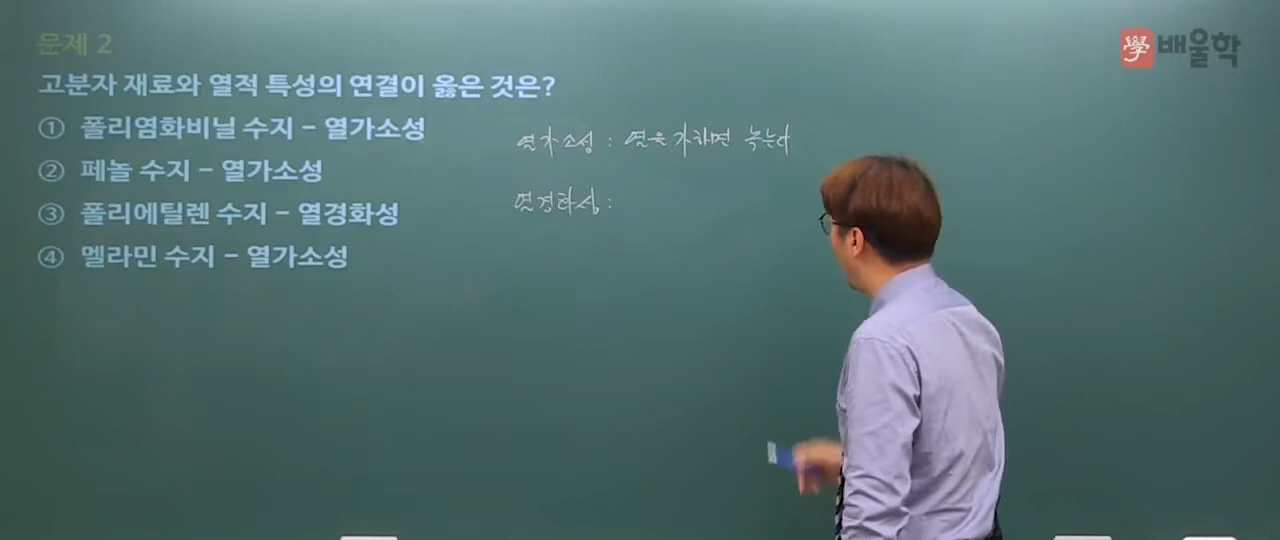 문제 2
學 배울학
고분자 재료와 열적 특성의 연결이 옳은 것은?
① 폴리염화비닐 수지 - 열가소성
② 페놀 수지 - 열가소성
③ 폴리에틸렌 수지 - 열경화성
④ 멜라민 수지 - 열가소성
열가소성 : 열을 가하면 녹는다
열경화성 :